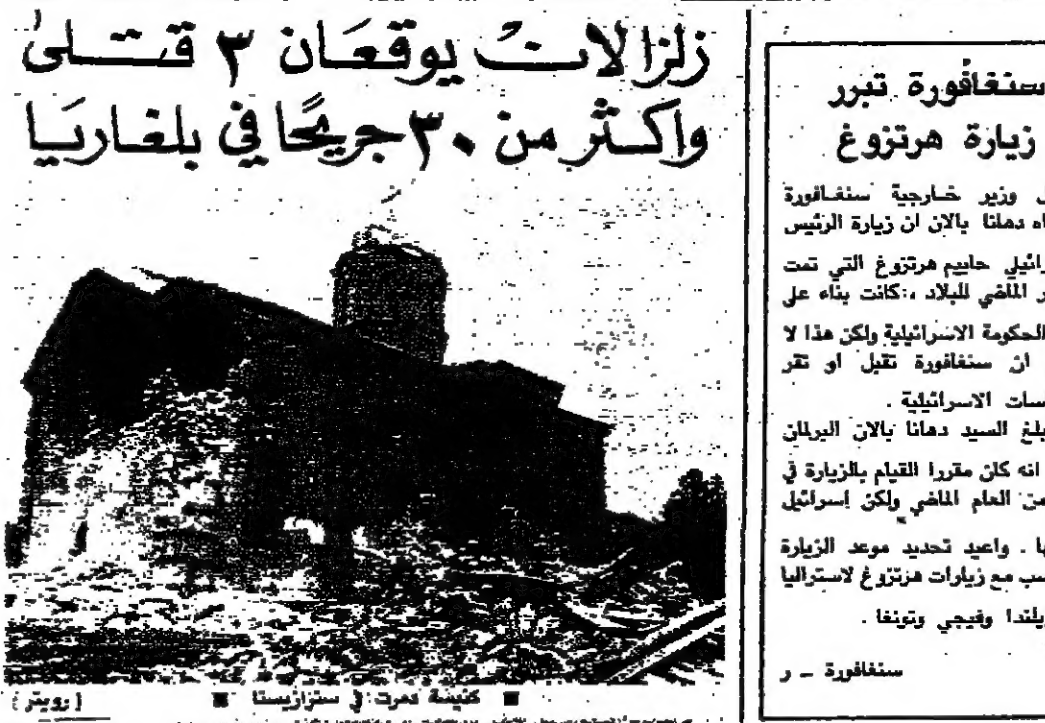 زلزالان يوقعان ٣ قتلى
واكثر من ٣٠ جريحًا في بلغاريا
■ كنيسة دمرت في ستراريستا ■ (رويتر)
سنغافورة تبرر
زيارة هرتزوغ
وزير خارجية سنغافورة
دهانا بالان ان زيارة الرئيس
حاييم هرتزوغ التي تمت
الماضي للبلاد ، كانت بناء على
الحكومة الاسرائيلية ولكن هذا لا
ان سنغافورة تقبل او تقر
الاسرائيلية .
السيد دهانا بالان البرلمان
انه كان مقررا القيام بالزيارة في
من العام الماضي ولكن اسرائيل
. واعيد تحديد موعد الزيارة
مع زيارات هرتزوغ لاستراليا
وفيجي وتونغا .
سنغافورة - ر